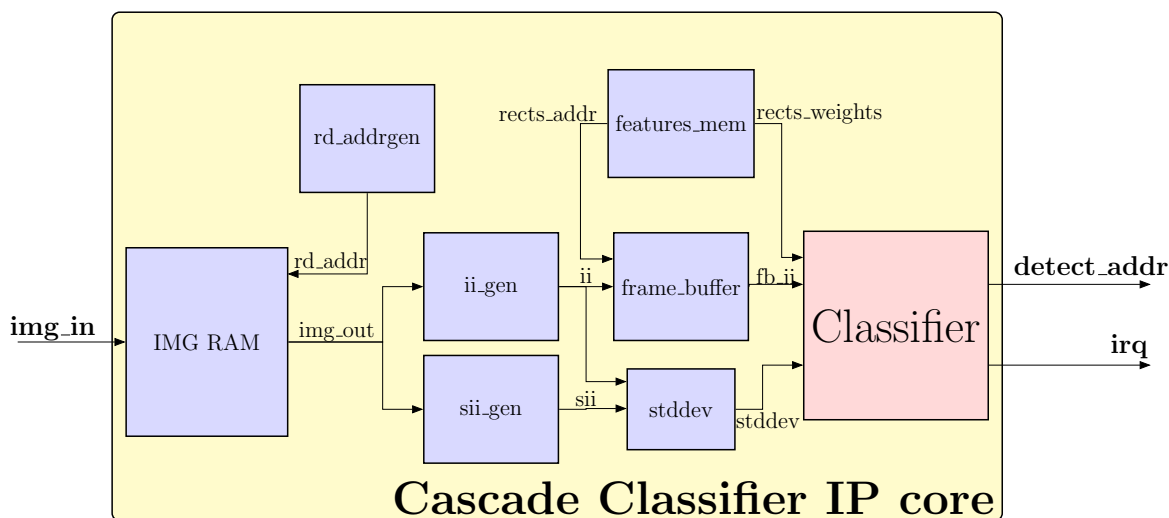 rects_addr
features_mem
rects_weights
rd_addrgen
rd_addr
ii_gen
ii
frame_buffer
fb_ii
detect_addr
img_in
IMG RAM
img_out
Classifier
irq
sii_gen
sii
stddev
stddev
Cascade Classifier IP core